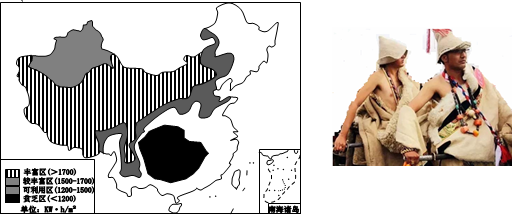 丰富区(>1700)
较丰富区(1500-1700)
可利用区(1200-1500)
贫乏区(<1200)
单位：KW·h/m²
南海诸岛